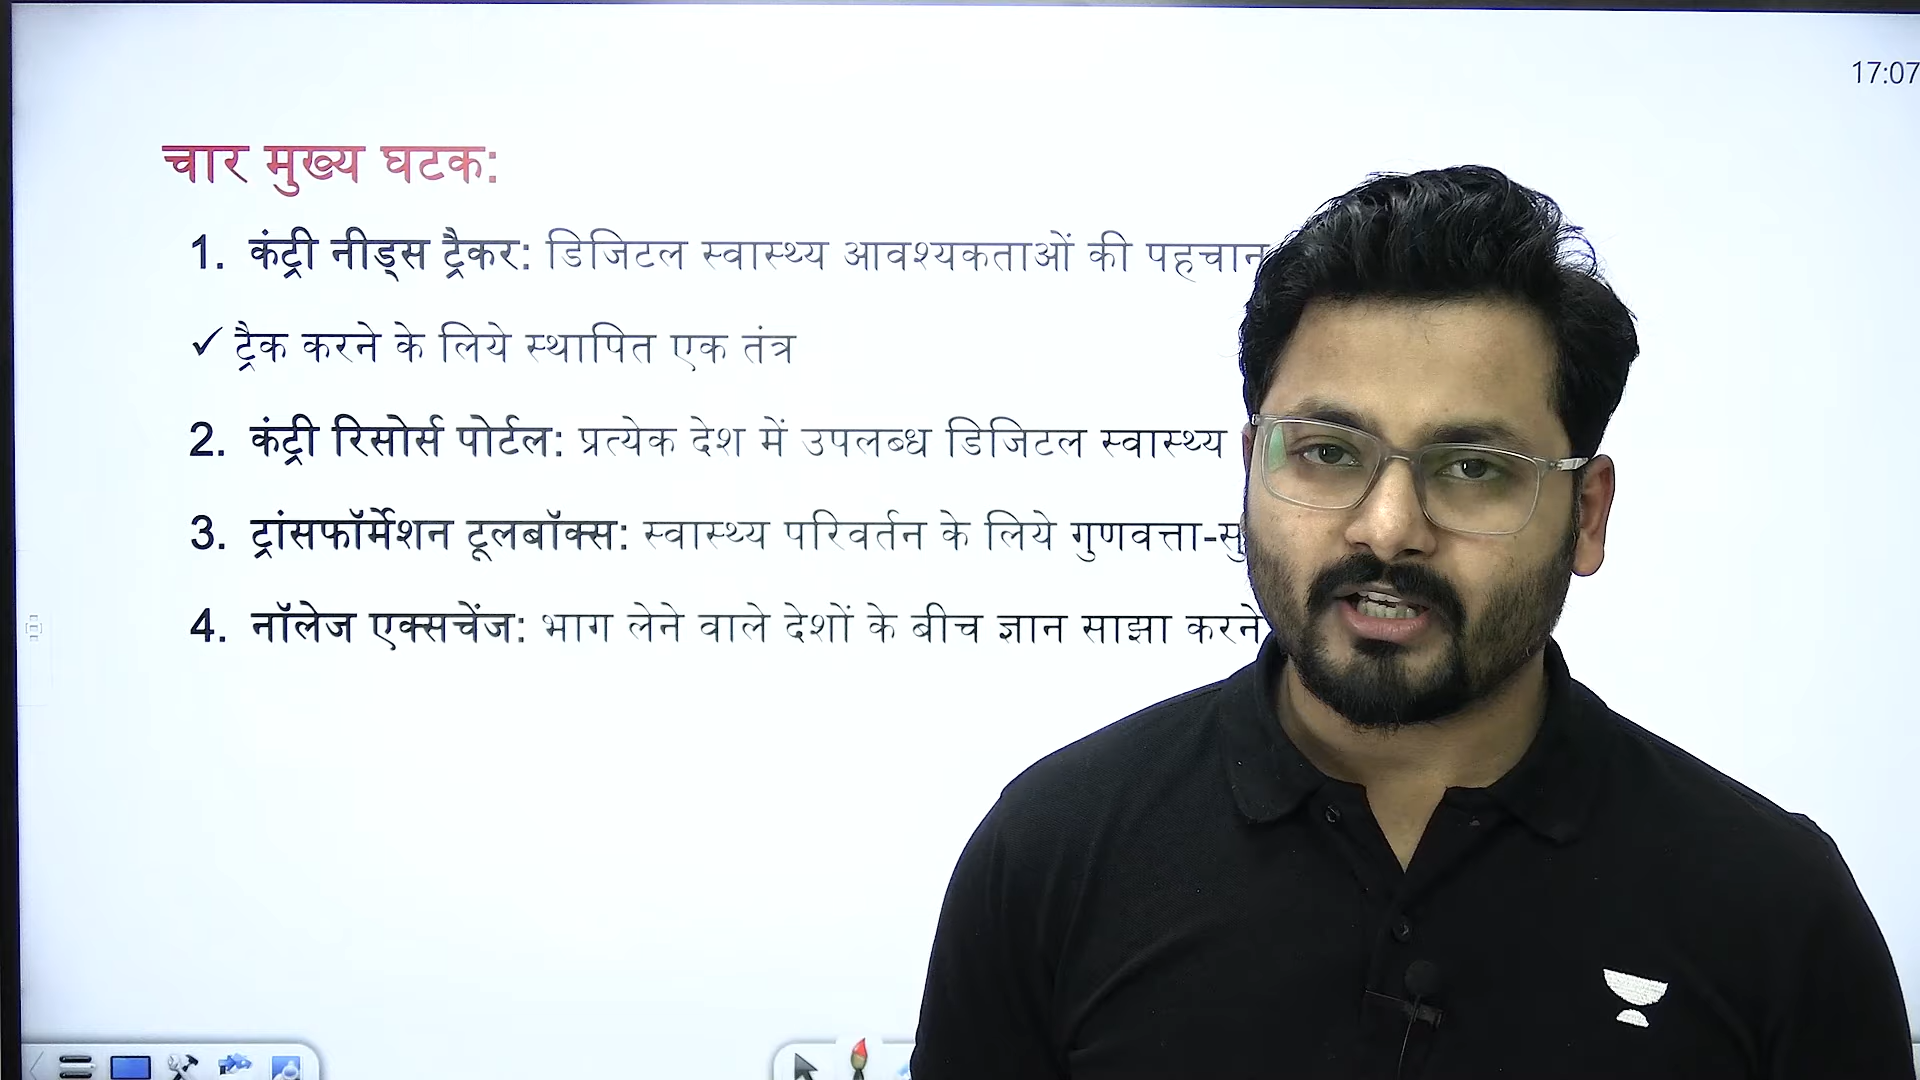 17:07
चार मुख्य घटक:
1. कंट्री नीड्स ट्रैकर: डिजिटल स्वास्थ्य आवश्यकताओं की पहचान
✓ ट्रैक करने के लिये स्थापित एक तंत्र
2. कंट्री रिसोर्स पोर्टल: प्रत्येक देश में उपलब्ध डिजिटल स्वास्थ्य
3. ट्रांसफॉर्मेशन टूलबॉक्स: स्वास्थ्य परिवर्तन के लिये गुणवत्ता-सु
4. नॉलेज एक्सचेंज: भाग लेने वाले देशों के बीच ज्ञान साझा करने